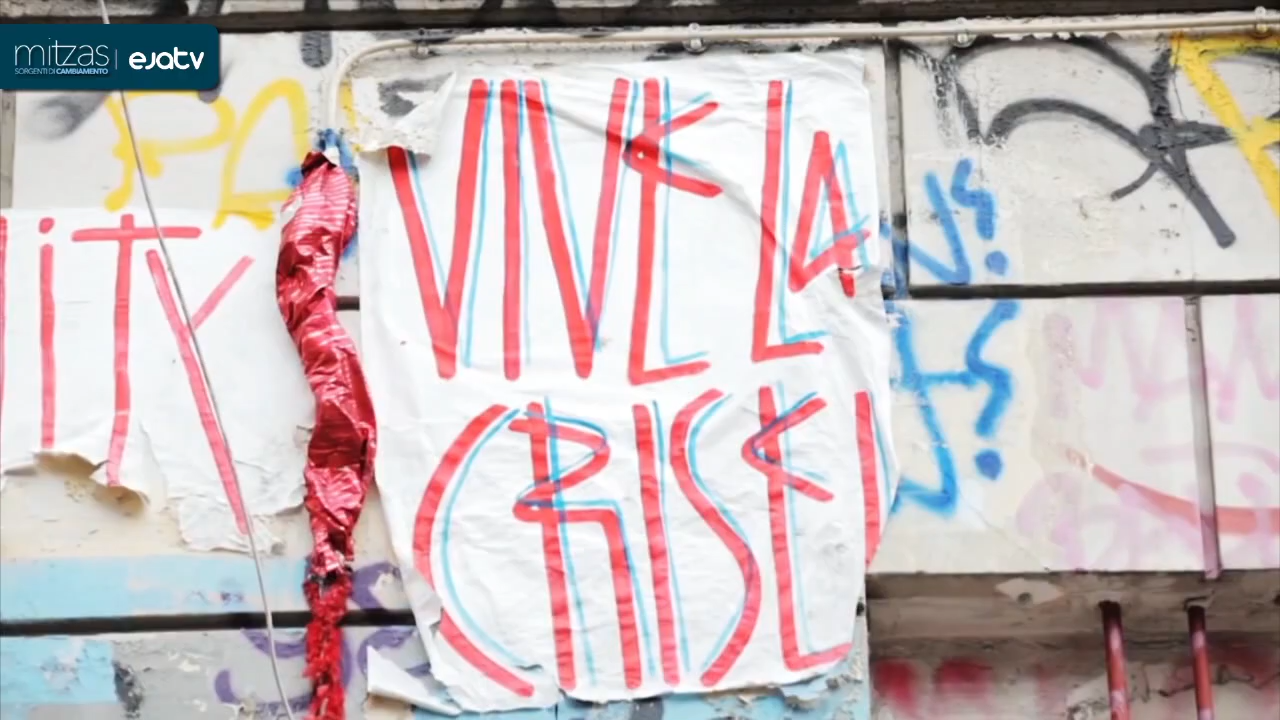 mitzas
SORGENTI DI CAMBIAMENTO
ejatv
ITY
VIVE LA
CRISE!